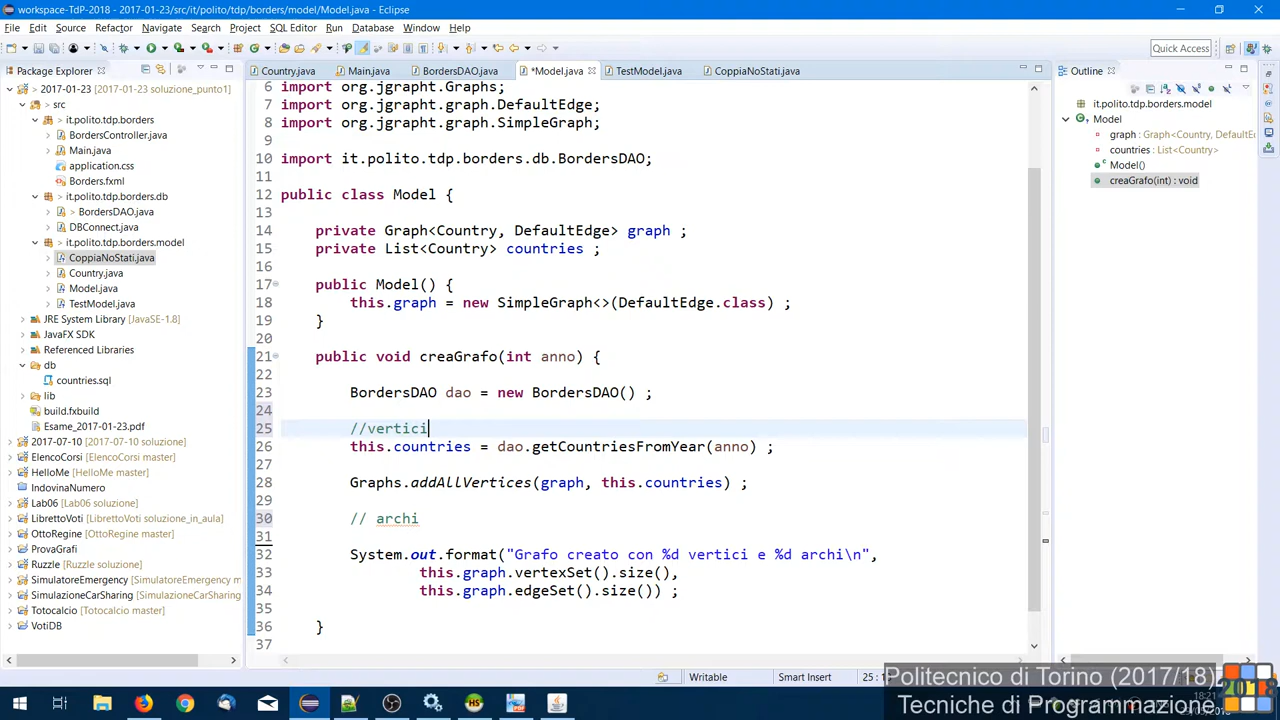 workspace-TdP-2018 - 2017-01-23/src/it/polito/tdp/borders/model/Model.java - Eclipse
File Edit Source Refactor Navigate Search Project SQL Editor Run Database Window Help
Quick Access
Package Explorer
Country.java Main.java BordersDAO.java *Model.java TestModel.java CoppiaNoStati.java
Outline
2017-01-23 [2017-01-23 soluzione_punto1]
src
> it.polito.tdp.borders
BordersController.java
> Main.java
application.css
Borders.fxml
> it.polito.tdp.borders.db
> BordersDAO.java
DBConnect.java
> it.polito.tdp.borders.model
CoppiaNoStati.java
Country.java
Model.java
TestModel.java
JRE System Library [JavaSE-1.8]
JavaFX SDK
Referenced Libraries
db
countries.sql
lib
build.fxbuild
Esame_2017-01-23.pdf
2017-07-10 [2017-07-10 soluzione]
ElencoCorsi [ElencoCorsi master]
HelloMe [HelloMe master]
IndovinaNumero
Lab06 [Lab06 soluzione]
LibrettoVoti [LibrettoVoti soluzione_in_aula]
OttoRegine [OttoRegine master]
ProvaGrafi
Ruzzle [Ruzzle soluzione]
SimulatoreEmergency [SimulatoreEmergency
SimulazioneCarSharing [SimulazioneCarSharing
Totocalcio [Totocalcio master]
VotiDB
6 import org.jgrapht.Graphs;
7 import org.jgrapht.graph.DefaultEdge;
8 import org.jgrapht.graph.SimpleGraph;
9
10 import it.polito.tdp.borders.db.BordersDAO;
11
12 public class Model {
13
14 private Graph<Country, DefaultEdge> graph ;
15 private List<Country> countries ;
16
17 public Model() {
18 this.graph = new SimpleGraph<>(DefaultEdge.class) ;
19 }
20
21 public void creaGrafo(int anno) {
22
23 BordersDAO dao = new BordersDAO() ;
24
25 //vertici
26 this.countries = dao.getCountriesFromYear(anno) ;
27
28 Graphs.addAllVertices(graph, this.countries) ;
29
30 // archi
31
32 System.out.format("Grafo creato con %d vertici e %d archi\n",
33 this.graph.vertexSet().size(),
34 this.graph.edgeSet().size()) ;
35
36 }
37
it.polito.tdp.borders.model
Model
graph : Graph<Country, DefaultE
countries : List<Country>
Model()
creaGrafo(int) : void
Writable Smart Insert
Politecnico di Torino (2017/18)
Tecniche di Programmazione
2018